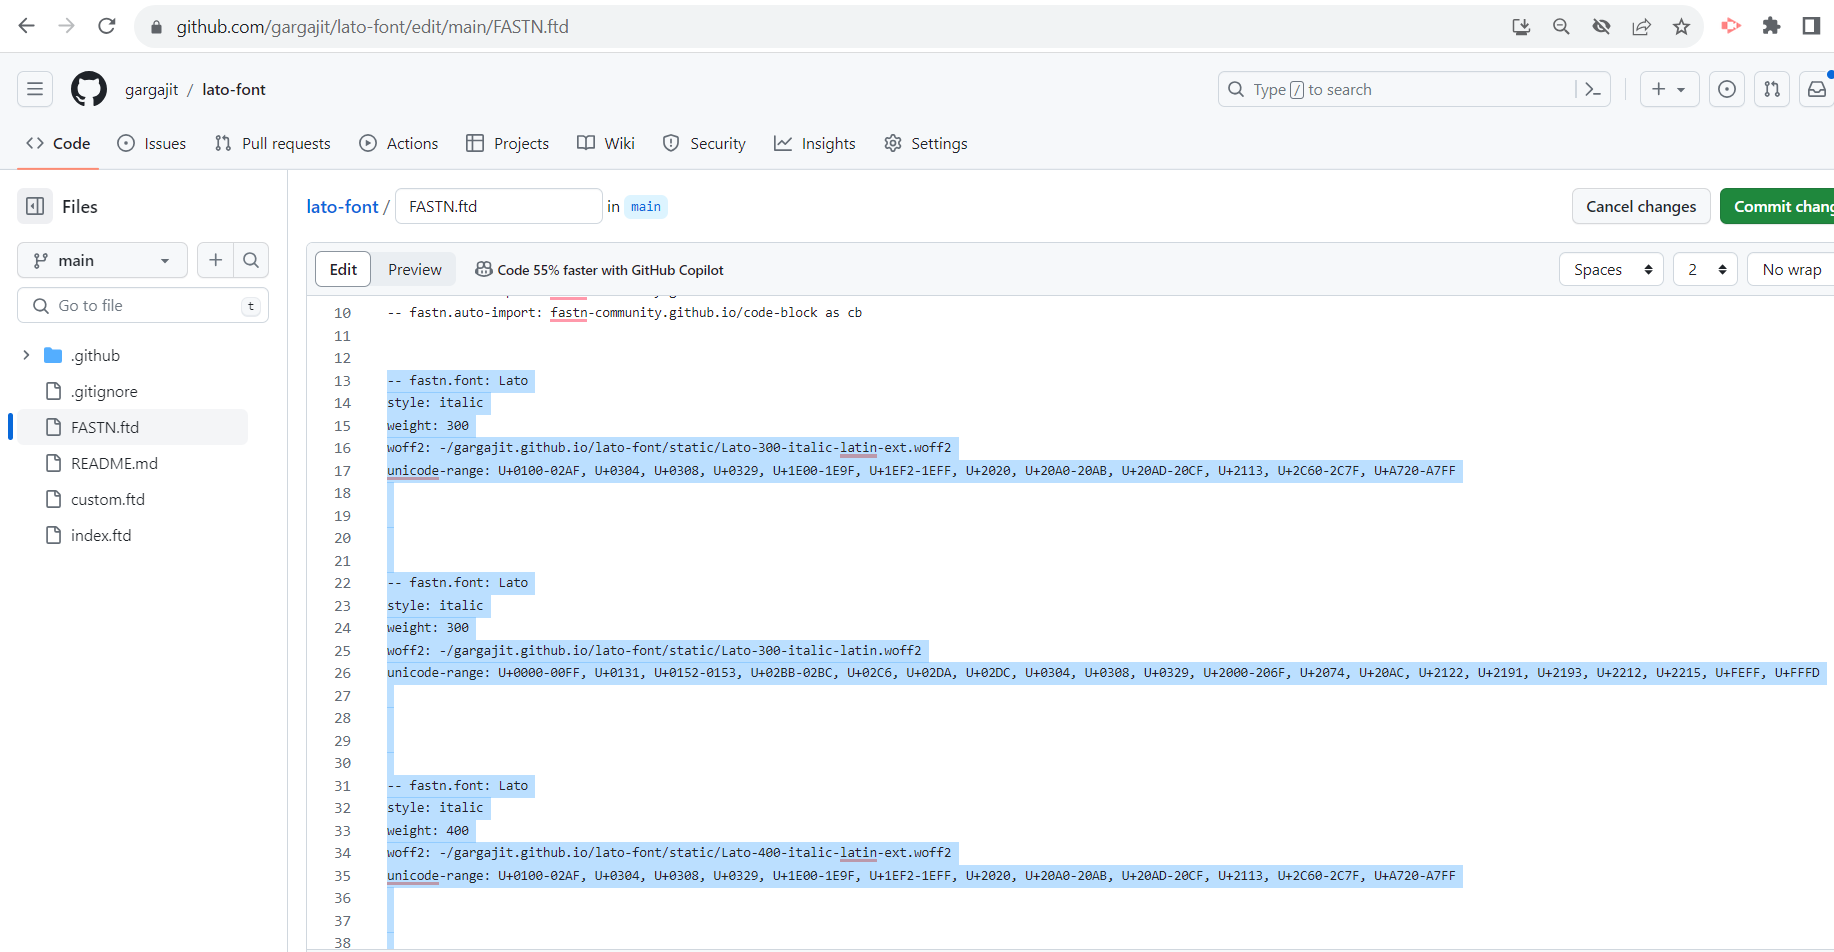 github.com/gargajit/lato-font/edit/main/FASTN.ftd
gargajit / lato-font
Type / to search
Code Issues Pull requests Actions Projects Wiki Security Insights Settings
Files
lato-font / FASTN.ftd in main
Cancel changes
Commit chang
main
Edit Preview Code 55% faster with GitHub Copilot
Spaces 2 No wrap
Go to file t
.github
.gitignore
FASTN.ftd
README.md
custom.ftd
index.ftd
10 -- fastn.auto-import: fastn-community.github.io/code-block as cb
11
12
13 -- fastn.font: Lato
14 style: italic
15 weight: 300
16 woff2: -/gargajit.github.io/lato-font/static/Lato-300-italic-latin-ext.woff2
17 unicode-range: U+0100-02AF, U+0304, U+0308, U+0329, U+1E00-1E9F, U+1EF2-1EFF, U+2020, U+20A0-20AB, U+20AD-20CF, U+2113, U+2C60-2C7F, U+A720-A7FF
18
19
20
21
22 -- fastn.font: Lato
23 style: italic
24 weight: 300
25 woff2: -/gargajit.github.io/lato-font/static/Lato-300-italic-latin.woff2
26 unicode-range: U+0000-00FF, U+0131, U+0152-0153, U+02BB-02BC, U+02C6, U+02DA, U+02DC, U+0304, U+0308, U+0329, U+2000-206F, U+2074, U+20AC, U+2122, U+2191, U+2193, U+2212, U+2215, U+FEFF, U+FFFD
27
28
29
30
31 -- fastn.font: Lato
32 style: italic
33 weight: 400
34 woff2: -/gargajit.github.io/lato-font/static/Lato-400-italic-latin-ext.woff2
35 unicode-range: U+0100-02AF, U+0304, U+0308, U+0329, U+1E00-1E9F, U+1EF2-1EFF, U+2020, U+20A0-20AB, U+20AD-20CF, U+2113, U+2C60-2C7F, U+A720-A7FF
36
37
38